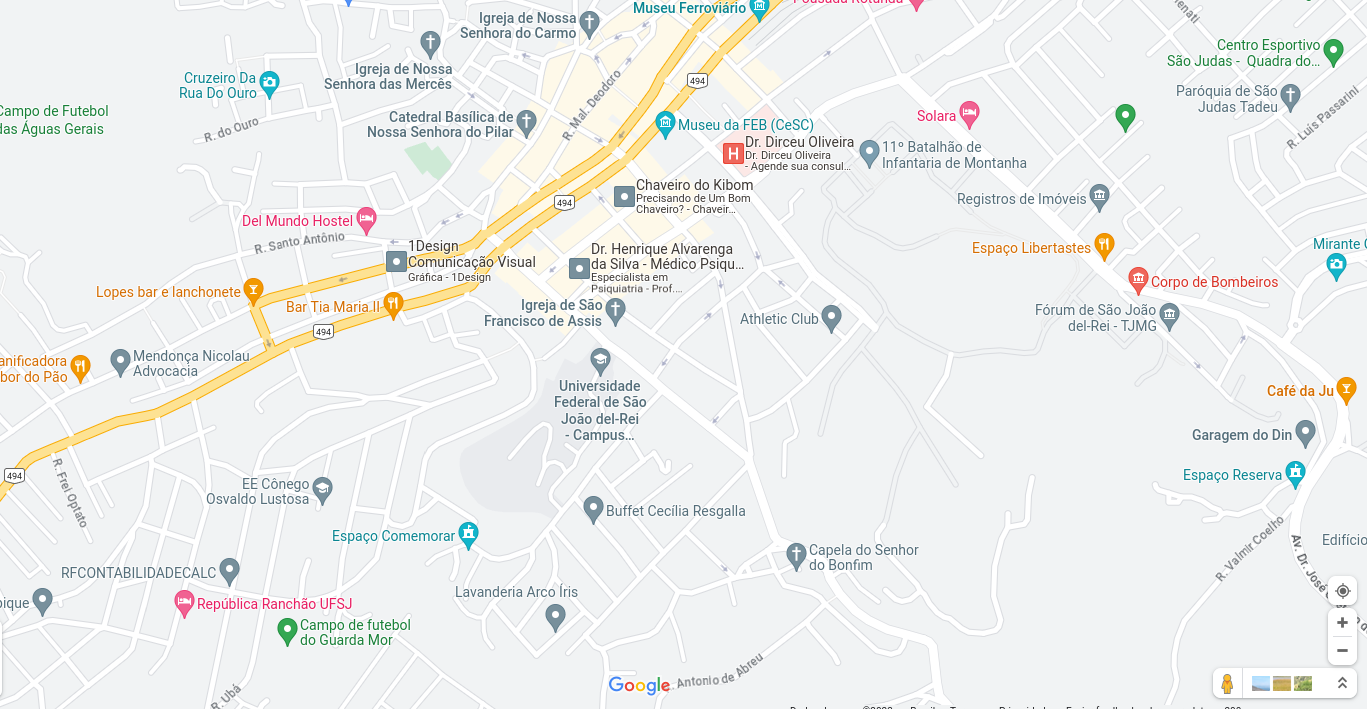 Museu Ferroviário
Igreja de Nossa
Senhora do Carmo
Centro Esportivo
São Judas - Quadra do...
Igreja de Nossa
Senhora das Mercês
Cruzeiro Da
Rua Do Ouro
494
R. Mal. Deodoro
Paróquia de São
Judas Tadeu
R. Luis Passarini
Campo de Futebol
das Águas Gerais
R. do Ouro
Catedral Basílica de
Nossa Senhora do Pilar
Museu da FEB (CeSC)
Solara
H
Dr. Dirceu Oliveira
Dr. Dirceu Oliveira
- Agende sua consul...
11º Batalhão de
Infantaria de Montanha
Chaveiro do Kibom
Precisando de Um Bom
Chaveiro? - Chaveir...
494
Registros de Imóveis
Del Mundo Hostel
R. Santo Antônio
1Design
Comunicação Visual
Gráfica - 1Design
Dr. Henrique Alvarenga
da Silva - Médico Psiqu...
Especialista em
Psiquiatria - Prof....
Espaço Libertastes
Mirante
Corpo de Bombeiros
Lopes bar e lanchonete
Bar Tia Maria II
Igreja de São
Francisco de Assis
Athletic Club
Fórum de São João
del-Rei - TJMG
494
Mendonça Nicolau
Advocacia
anificadora
bor do Pão
Universidade
Federal de São
João del-Rei
- Campus...
Café da Ju
Garagem do Din
494
R. Frei Optato
EE Cônego
Osvaldo Lustosa
Espaço Reserva
Buffet Cecília Resgalla
Espaço Comemorar
R. Valmir Coelho
Av. Dr. José
Edifício
Capela do Senhor
do Bonfim
RFCONTABILIDADECALC
Lavanderia Arco Íris
República Ranchão UFSJ
Campo de futebol
do Guarda Mor
R. Ubá
Google
Antonio de Abreu